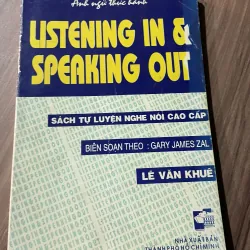 Anh ngữ thực hành
LISTENING IN &
SPEAKING OUT
SÁCH TỰ LUYỆN NGHE NÓI CAO CẤP
BIÊN SOẠN THEO : GARY JAMES ZAL
LÊ VĂN KHUÊ
NHÀ XUẤT BẢN
THÀNH PHỐ HỒ CHÍ MINH